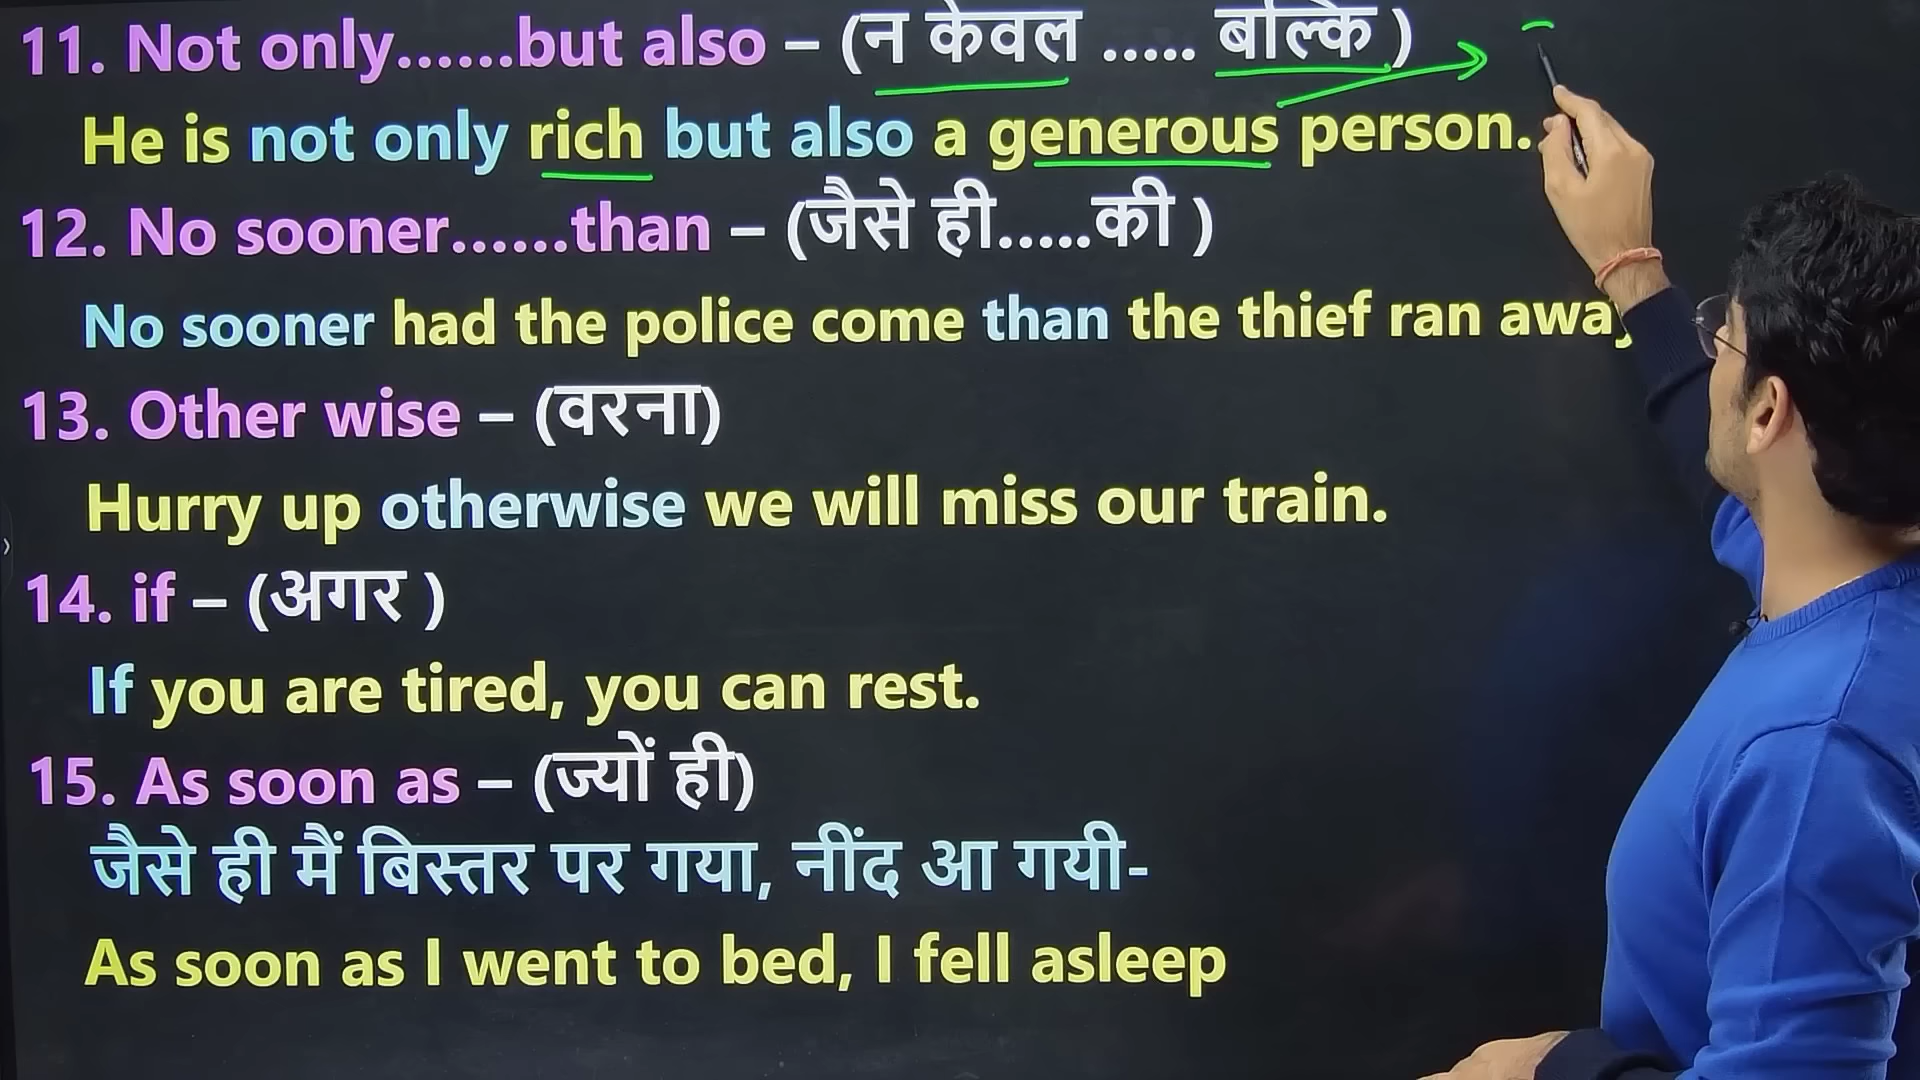 11. Not only......but also – (न केवल ..... बल्कि )
He is not only rich but also a generous person.
12. No sooner......than – (जैसे ही.....की )
No sooner had the police come than the thief ran away
13. Other wise – (वरना)
Hurry up otherwise we will miss our train.
14. if – (अगर )
If you are tired, you can rest.
15. As soon as – (ज्यों ही)
जैसे ही मैं बिस्तर पर गया, नींद आ गयी-
As soon as I went to bed, I fell asleep